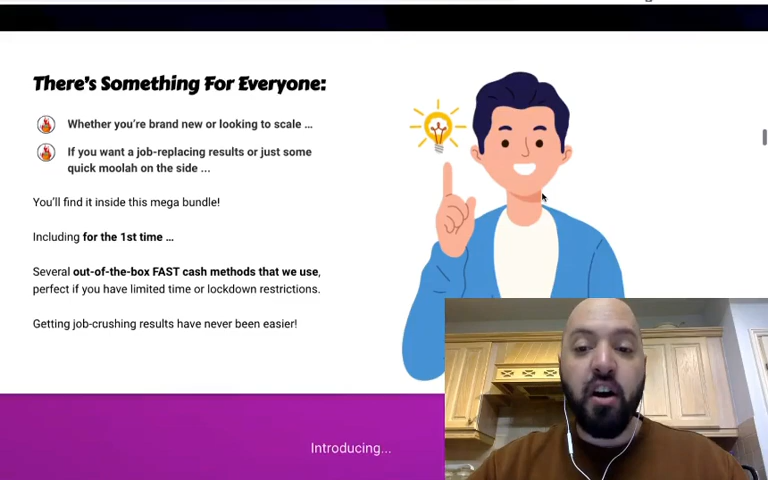 There's Something For Everyone:
Whether you're brand new or looking to scale ...
If you want a job-replacing results or just some
quick moolah on the side ...
You'll find it inside this mega bundle!
Including for the 1st time ...
Several out-of-the-box FAST cash methods that we use,
perfect if you have limited time or lockdown restrictions.
Getting job-crushing results have never been easier!
Introducing...